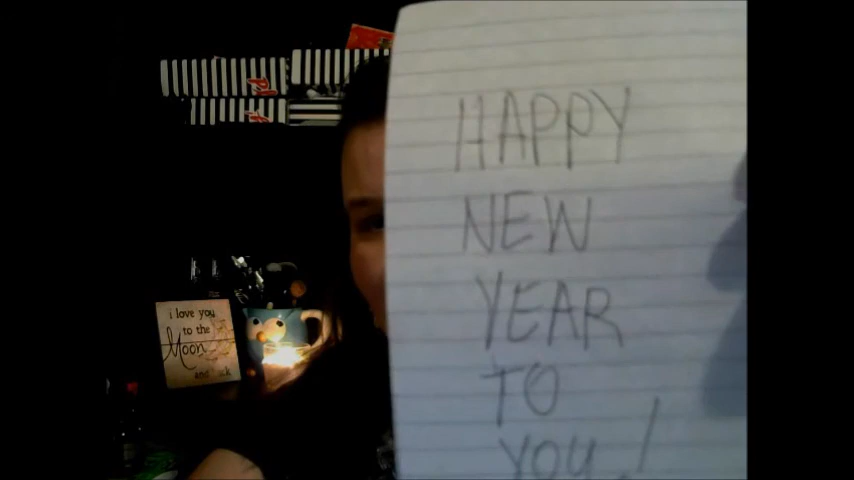 HAPPY
NEW
YEAR
TO
YOU!
i love you
to the
Moon
and